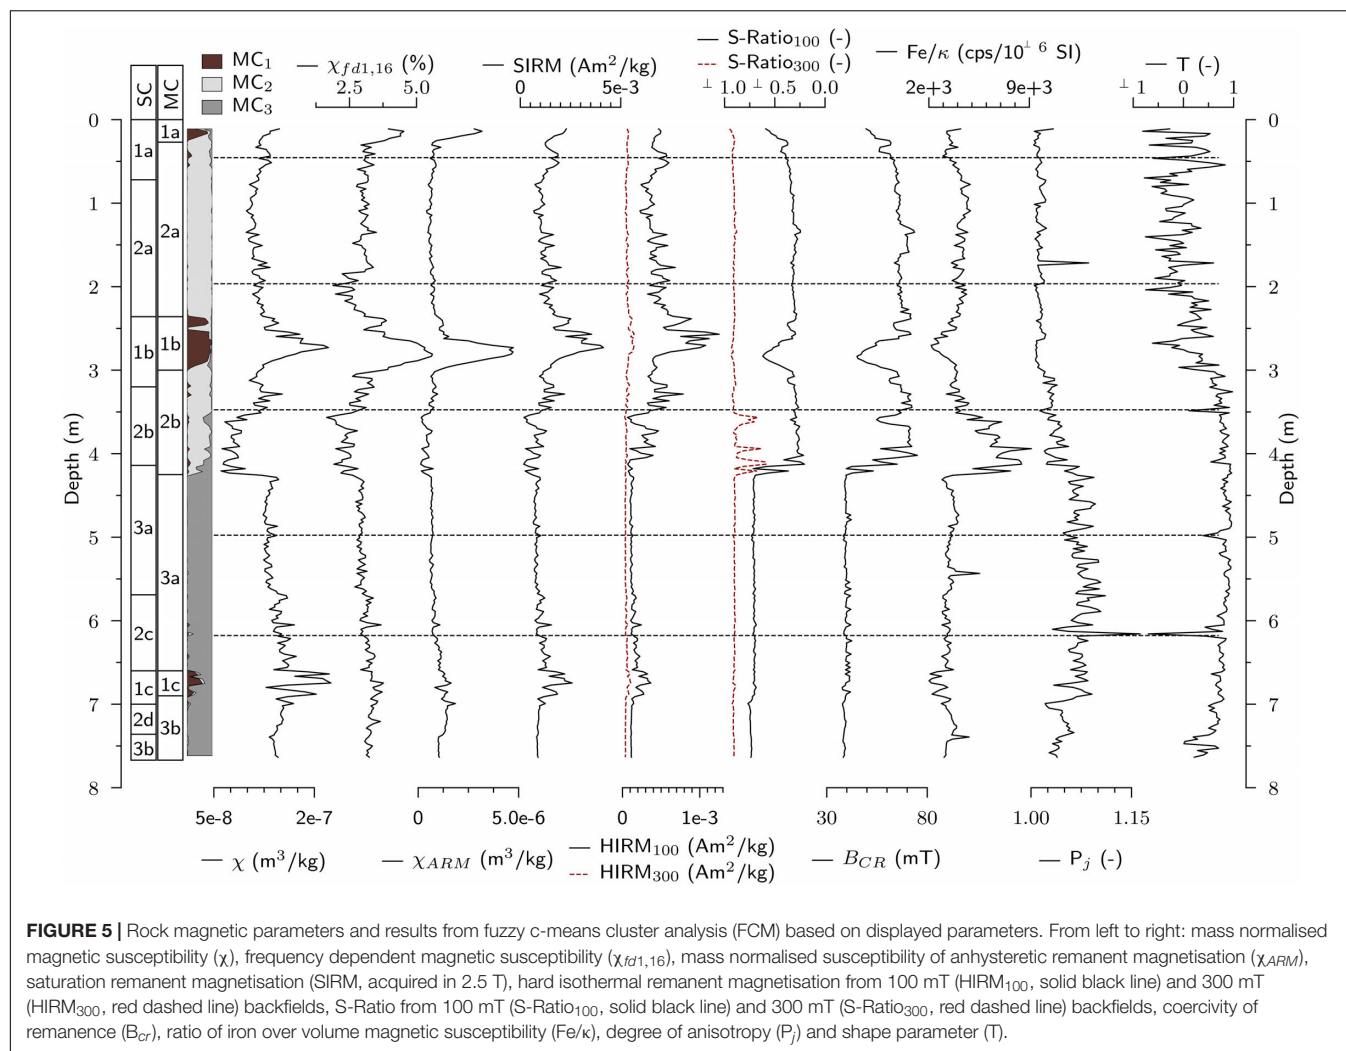 MC1
MC2
MC3
SC
MC
χfd1,16 (%)
2.5 5.0
SIRM (Am2/kg)
0 5e-3
S-Ratio100 (-)
S-Ratio300 (-)
⊥ 1.0 ⊥ 0.5 0.0
Fe/κ (cps/10⊥ 6 SI)
2e+3 9e+3
T (-)
⊥ 1 0 1
Depth (m)
0
1
2
3
4
5
6
7
8
1a
2a
1b
2b
3a
2c
1c
2d
3b
1a
2a
1b
2b
3a
1c
3b
0
1
2
3
4
5
6
7
8
Depth (m)
5e-8 2e-7
χ (m3/kg)
0 5.0e-6
χARM (m3/kg)
0 1e-3
HIRM100 (Am2/kg)
HIRM300 (Am2/kg)
30 80
BCR (mT)
1.00 1.15
Pj (-)
FIGURE 5 | Rock magnetic parameters and results from fuzzy c-means cluster analysis (FCM) based on displayed parameters. From left to right: mass normalised
magnetic susceptibility (χ), frequency dependent magnetic susceptibility (χfd1,16), mass normalised susceptibility of anhysteretic remanent magnetisation (χARM),
saturation remanent magnetisation (SIRM, acquired in 2.5 T), hard isothermal remanent magnetisation from 100 mT (HIRM100, solid black line) and 300 mT
(HIRM300, red dashed line) backfields, S-Ratio from 100 mT (S-Ratio100, solid black line) and 300 mT (S-Ratio300, red dashed line) backfields, coercivity of
remanence (Bcr), ratio of iron over volume magnetic susceptibility (Fe/κ), degree of anisotropy (Pj) and shape parameter (T).